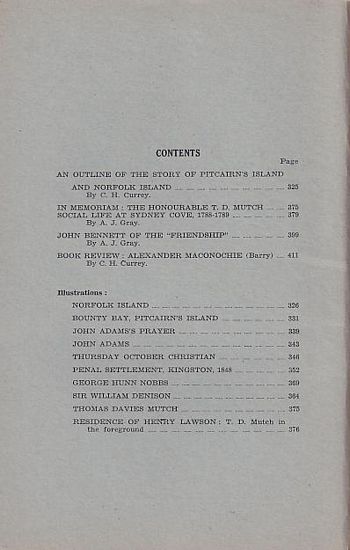 CONTENTS
Page
AN OUTLINE OF THE STORY OF PITCAIRN'S ISLAND
AND NORFOLK ISLAND ... 325
By C. H. Currey.
IN MEMORIAM : THE HONOURABLE T. D. MUTCH ... 375
SOCIAL LIFE AT SYDNEY COVE, 1788-1789 ... 379
By A. J. Gray.
JOHN BENNETT OF THE "FRIENDSHIP" ... 399
By A. J. Gray.
BOOK REVIEW : ALEXANDER MACONOCHIE (Barry) ... 411
By C. H. Currey.
Illustrations :
NORFOLK ISLAND ... 326
BOUNTY BAY, PITCAIRN'S ISLAND ... 331
JOHN ADAMS'S PRAYER ... 339
JOHN ADAMS ... 343
THURSDAY OCTOBER CHRISTIAN ... 346
PENAL SETTLEMENT, KINGSTON, 1848 ... 352
GEORGE HUNN NOBBS ... 369
SIR WILLIAM DENISON ... 364
THOMAS DAVIES MUTCH ... 375
RESIDENCE OF HENRY LAWSON : T. D. Mutch in
the foreground ... 376